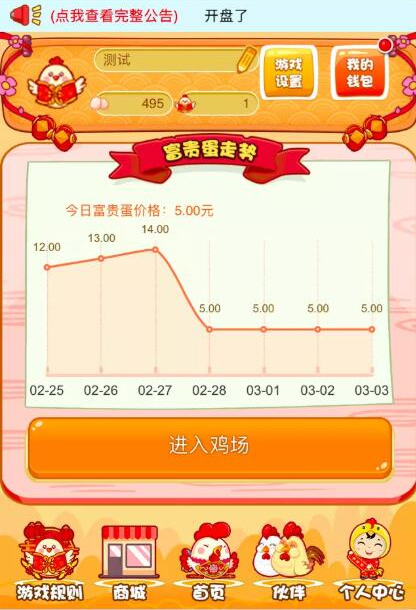 (点我查看完整公告) 开盘了
测试
游戏设置
我的钱包
495
1
富贵蛋走势
今日富贵蛋价格：5.00元
12.00 13.00 14.00 5.00 5.00 5.00 5.00
02-25 02-26 02-27 02-28 03-01 03-02 03-03
进入鸡场
游戏规则 商城 首页 伙伴 个人中心